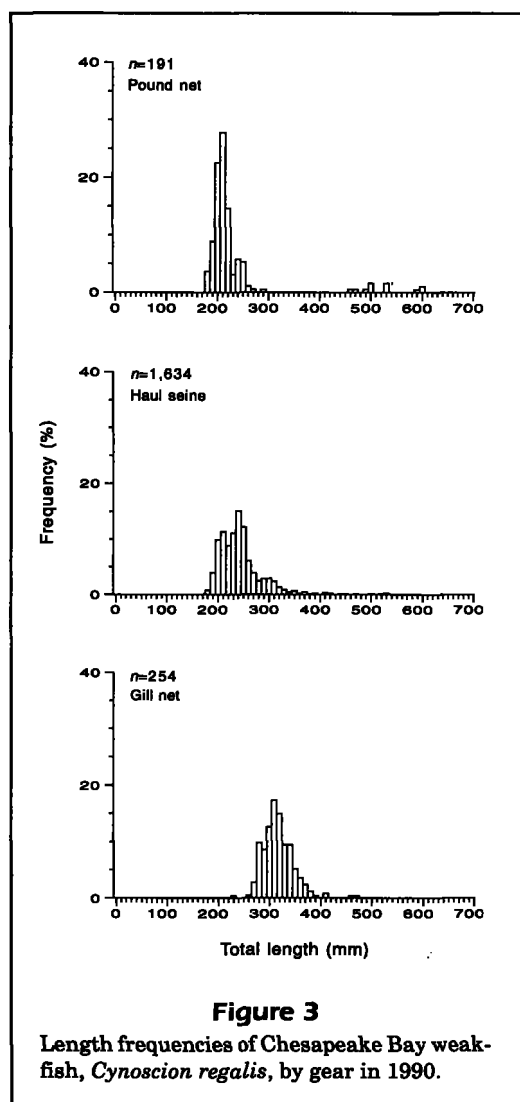 n=191
Pound net
40
20
0
0 100 200 300 400 500 600 700
n=1,634
Haul seine
40
20
0
0 100 200 300 400 500 600 700
Frequency (%)
n=254
Gill net
40
20
0
0 100 200 300 400 500 600 700
Total length (mm)
Figure 3
Length frequencies of Chesapeake Bay weak-
fish, Cynoscion regalis, by gear in 1990.